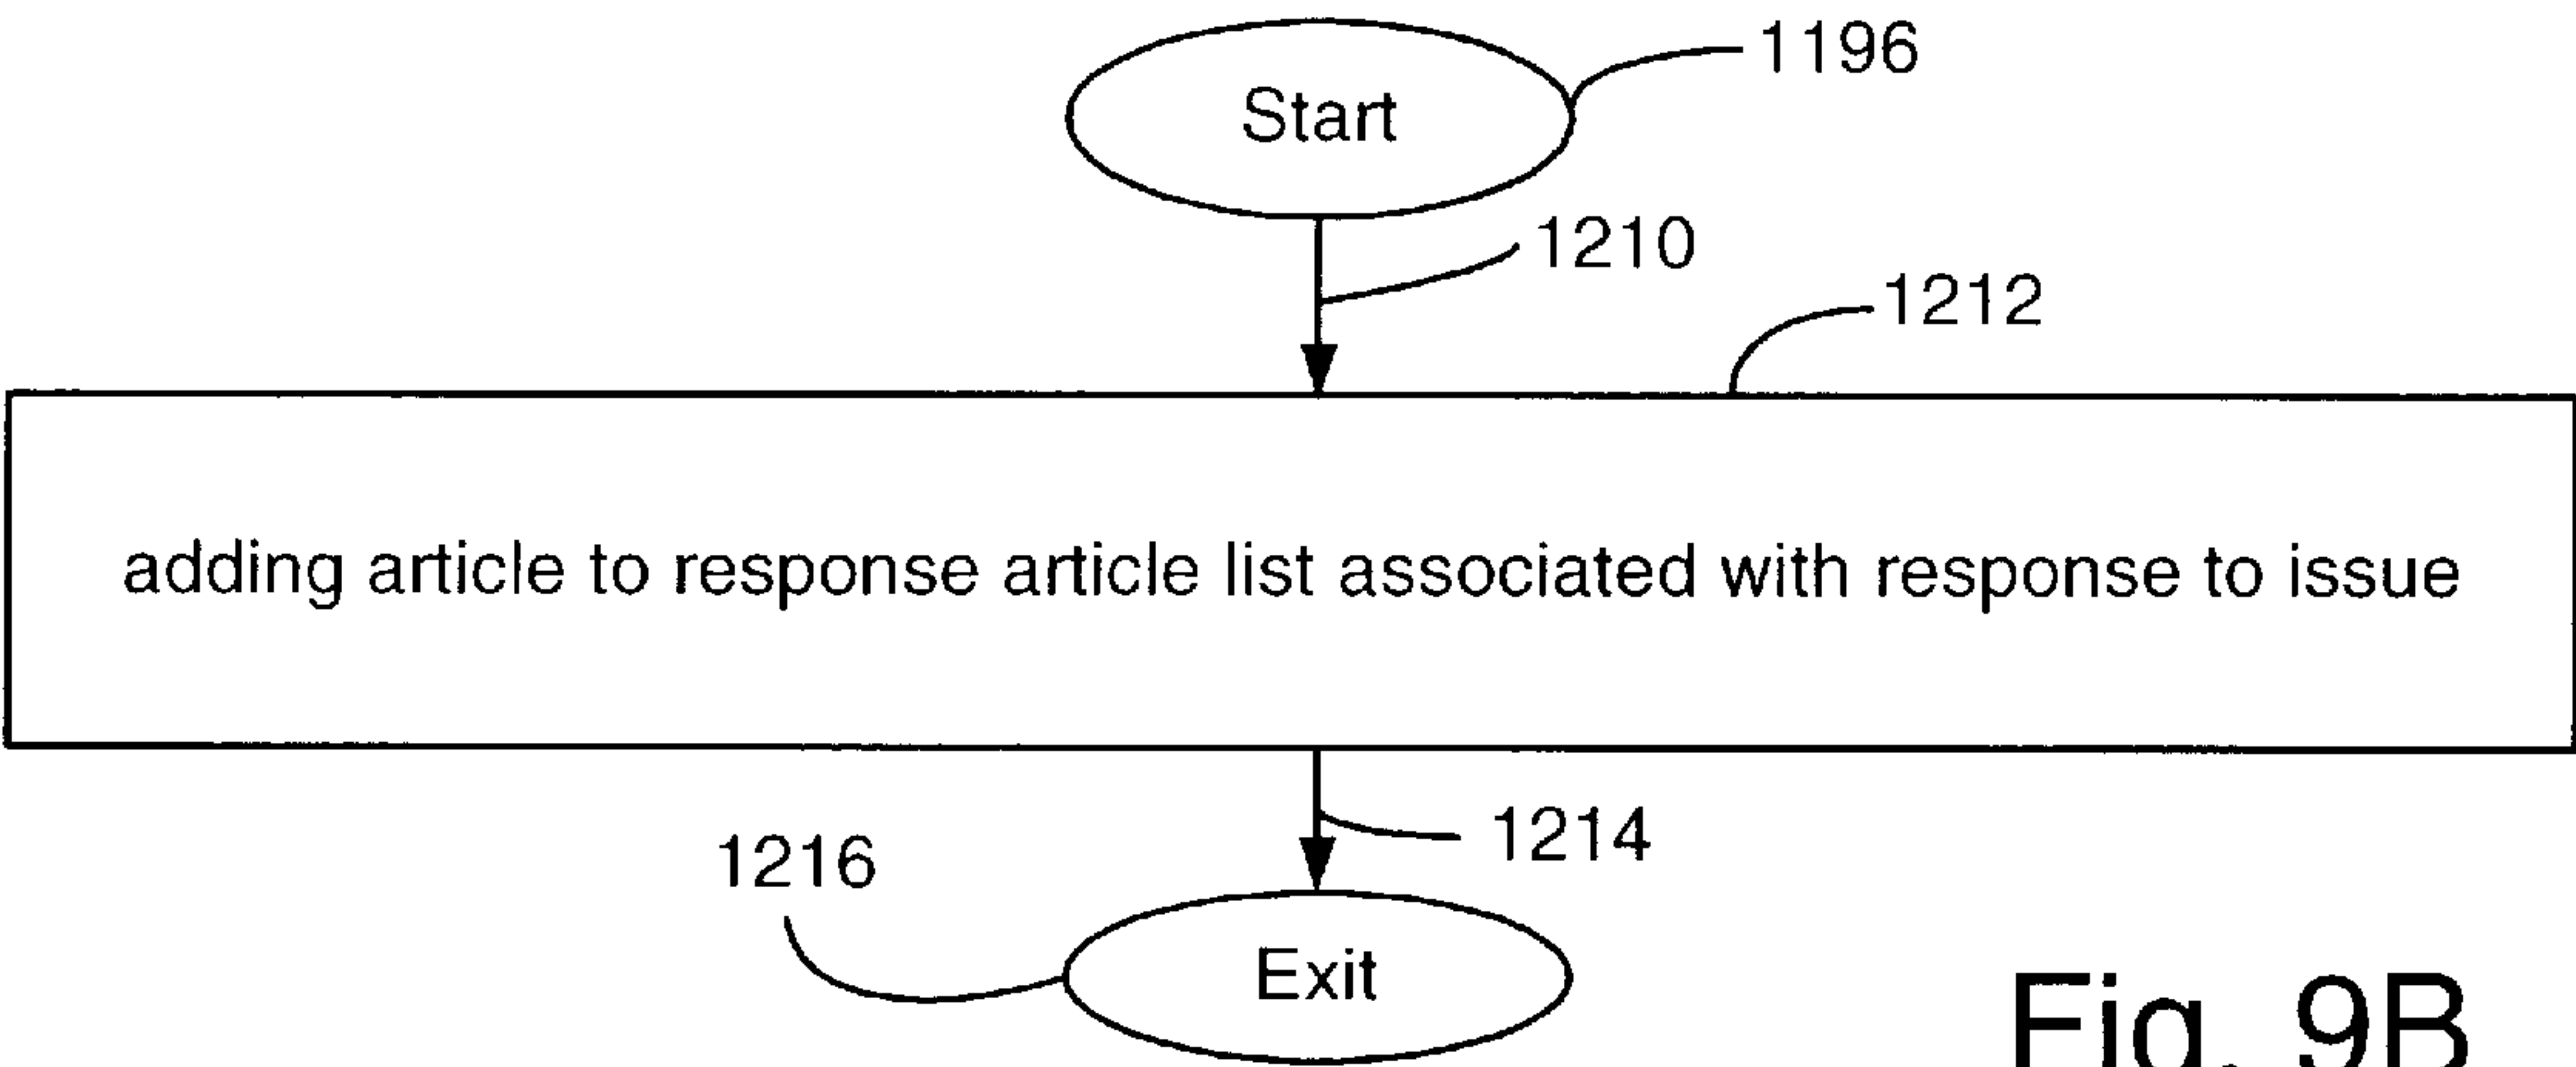 Start
1196
1210
1212
adding article to response article list associated with response to issue
1214
1216
Exit
Fig. 9B